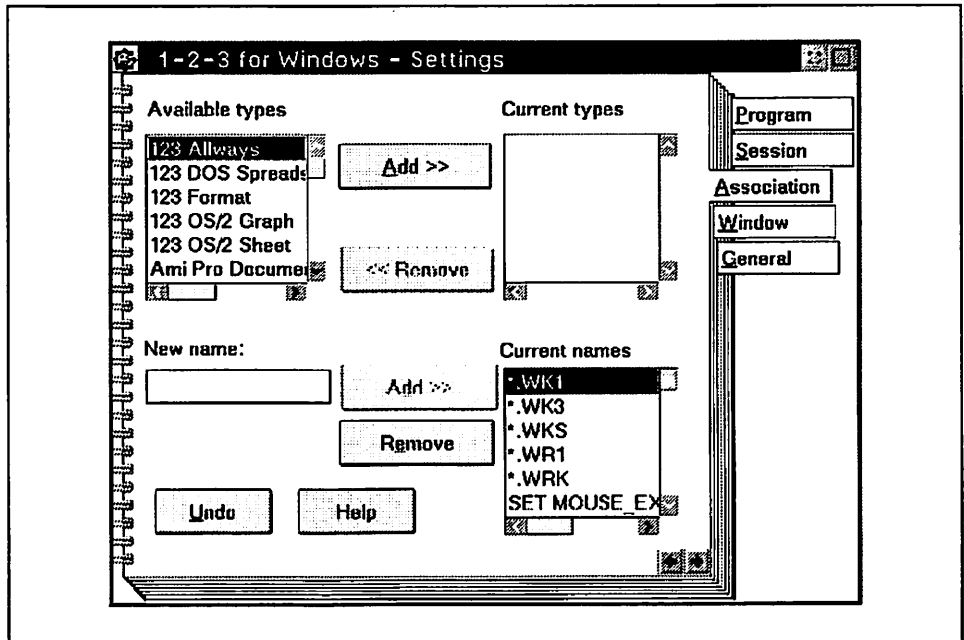 1-2-3 for Windows - Settings
Available types
123 Allways
123 DOS Spreads
123 Format
123 OS/2 Graph
123 OS/2 Sheet
Ami Pro Docume
Add >>
<< Remove
Current types
Program
Session
Association
Window
General
New name:
Add >>
Remove
Current names
*.WK1
*.WK3
*.WKS
*.WR1
*.WRK
SET MOUSE_EX
Undo
Help